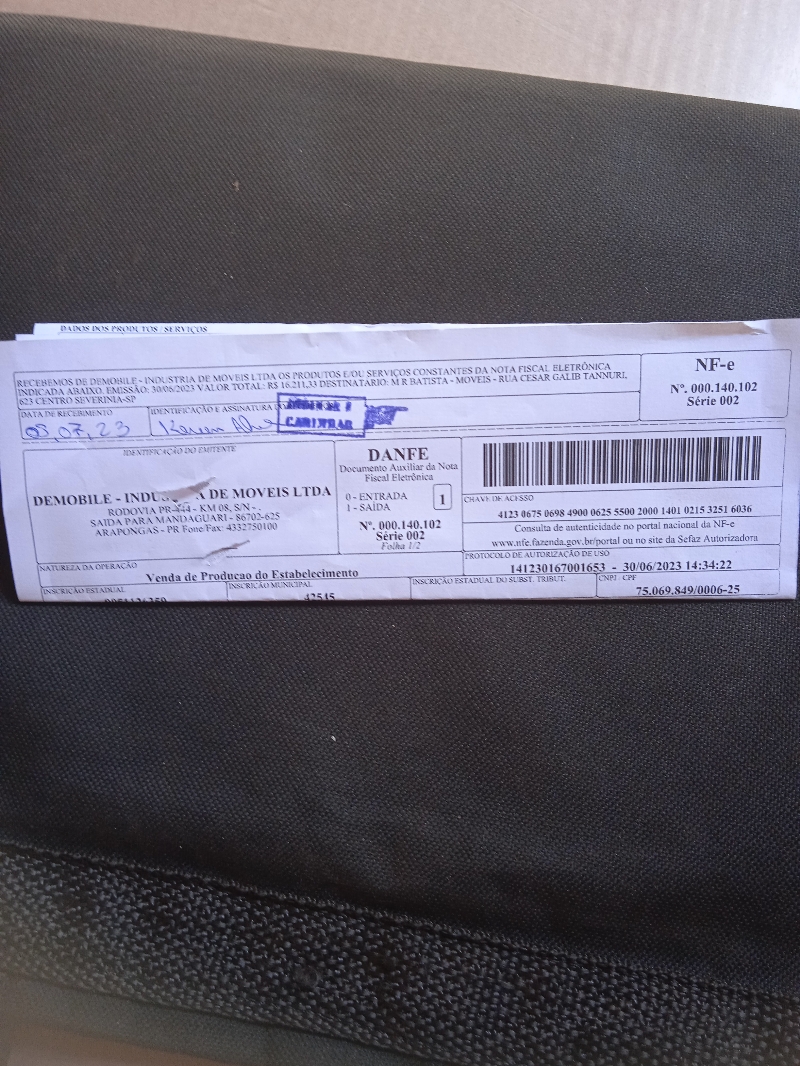 DADOS DOS PRODUTOS / SERVIÇOS
RECEBEMOS DE DEMOBILE - INDUSTRIA DE MOVEIS LTDA OS PRODUTOS E/OU SERVIÇOS CONSTANTES DA NOTA FISCAL ELETRÔNICA
INDICADA ABAIXO. EMISSÃO: 30/06/2023 VALOR TOTAL: R$ 16.211,33 DESTINATÁRIO: M R BATISTA - MOVEIS - RUA CESAR GALIB TANNURI,
623 CENTRO SEVERINIA-SP
NF-e
Nº. 000.140.102
Série 002
DATA DE RECEBIMENTO
IDENTIFICAÇÃO E ASSINATURA
03,07,23
CARIMBAR
IDENTIFICAÇÃO DO EMITENTE
DEMOBILE - INDUS A DE MOVEIS LTDA
RODOVIA PR-444 - KM 08, S/N - .
SAIDA PARA MANDAGUARI - 86702-625
ARAPONGAS - PR Fone/Fax: 4332750100
DANFE
Documento Auxiliar da Nota
Fiscal Eletrônica
0 - ENTRADA
1 - SAÍDA
1
Nº. 000.140.102
Série 002
Folha 1/2
CHAVE DE ACESSO
4123 0675 0698 4900 0625 5500 2000 1401 0215 3251 6036
Consulta de autenticidade no portal nacional da NF-e
www.nfe.fazenda.gov.br/portal ou no site da Sefaz Autorizadora
NATUREZA DA OPERAÇÃO
Venda de Producao do Estabelecimento
PROTOCOLO DE AUTORIZAÇÃO DE USO
141230167001653 - 30/06/2023 14:34:22
INSCRIÇÃO ESTADUAL
INSCRIÇÃO MUNICIPAL
42545
INSCRIÇÃO ESTADUAL DO SUBST. TRIBUT.
CNPJ / CPF
75.069.849/0006-25